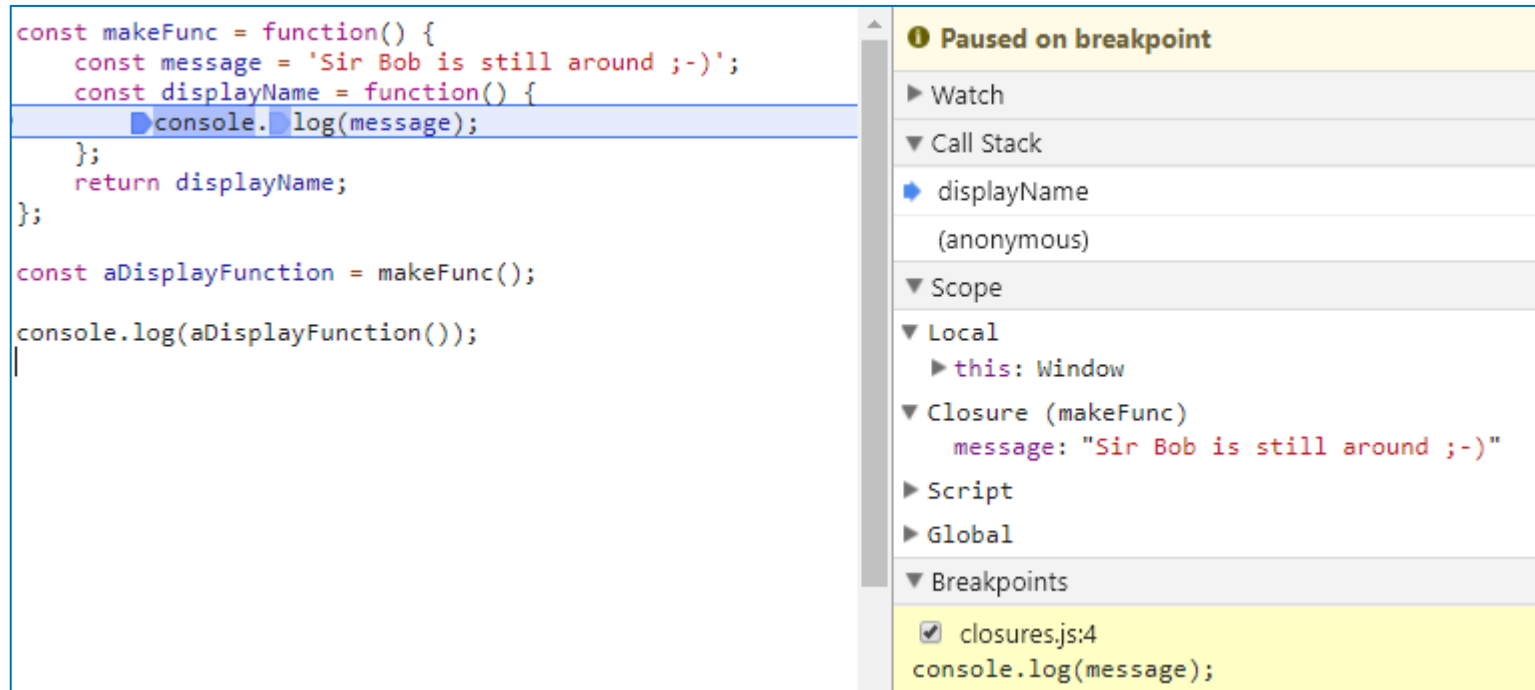 const makeFunc = function() {
    const message = 'Sir Bob is still around ;-)';
    const displayName = function() {
        console.log(message);
    };
    return displayName;
};
const aDisplayFunction = makeFunc();
console.log(aDisplayFunction());
Paused on breakpoint
Watch
Call Stack
displayName
(anonymous)
Scope
Local
this: Window
Closure (makeFunc)
message: "Sir Bob is still around ;-)"
Script
Global
Breakpoints
closures.js:4
console.log(message);